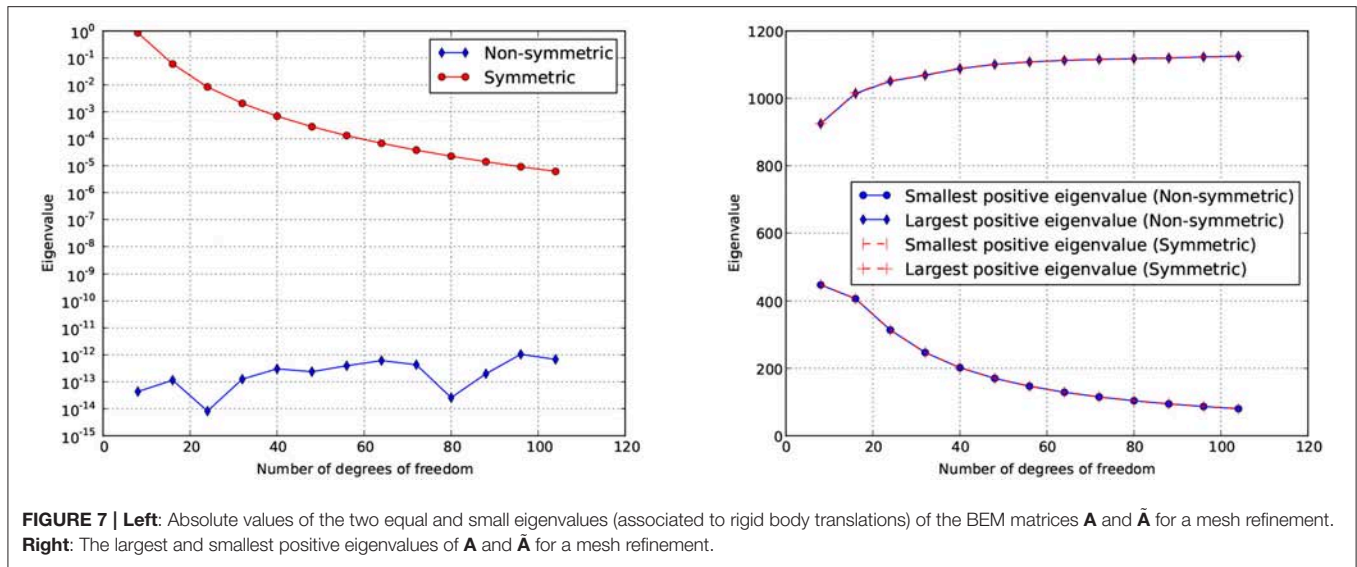 10^0
10^-1
10^-2
10^-3
10^-4
10^-5
10^-6
10^-7
10^-8
10^-9
10^-10
10^-11
10^-12
10^-13
10^-14
10^-15
Eigenvalue
Non-symmetric
Symmetric
0 20 40 60 80 100 120
Number of degrees of freedom
1200
1000
800
600
400
200
0
Eigenvalue
Smallest positive eigenvalue (Non-symmetric)
Largest positive eigenvalue (Non-symmetric)
Smallest positive eigenvalue (Symmetric)
Largest positive eigenvalue (Symmetric)
0 20 40 60 80 100 120
Number of degrees of freedom
FIGURE 7 | Left: Absolute values of the two equal and small eigenvalues (associated to rigid body translations) of the BEM matrices A and Ã for a mesh refinement.
Right: The largest and smallest positive eigenvalues of A and Ã for a mesh refinement.